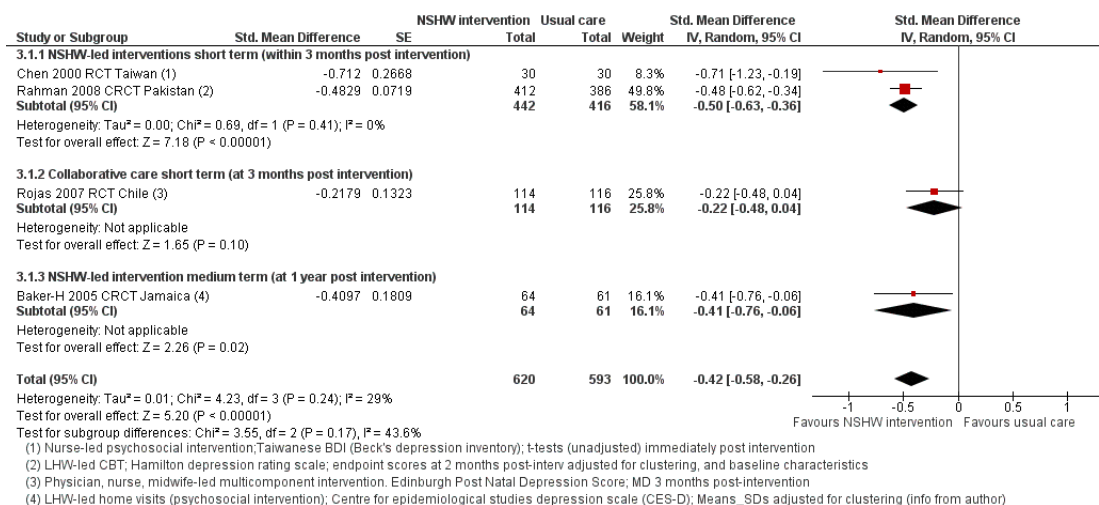 NSHW intervention Usual care Std. Mean Difference Std. Mean Difference
Study or Subgroup Std. Mean Difference SE Total Total Weight IV, Random, 95% CI IV, Random, 95% CI
3.1.1 NSHW-led interventions short term (within 3 months post intervention)
Chen 2000 RCT Taiwan (1) -0.712 0.2668 30 30 8.3% -0.71 [-1.23, -0.19]
Rahman 2008 CRCT Pakistan (2) -0.4829 0.0719 412 386 49.8% -0.48 [-0.62, -0.34]
Subtotal (95% CI) 442 416 58.1% -0.50 [-0.63, -0.36]
Heterogeneity: Tau² = 0.00; Chi² = 0.69, df = 1 (P = 0.41); I² = 0%
Test for overall effect: Z = 7.18 (P < 0.00001)
3.1.2 Collaborative care short term (at 3 months post intervention)
Rojas 2007 RCT Chile (3) -0.2179 0.1323 114 116 25.8% -0.22 [-0.48, 0.04]
Subtotal (95% CI) 114 116 25.8% -0.22 [-0.48, 0.04]
Heterogeneity: Not applicable
Test for overall effect: Z = 1.65 (P = 0.10)
3.1.3 NSHW-led intervention medium term (at 1 year post intervention)
Baker-H 2005 CRCT Jamaica (4) -0.4097 0.1809 64 61 16.1% -0.41 [-0.76, -0.06]
Subtotal (95% CI) 64 61 16.1% -0.41 [-0.76, -0.06]
Heterogeneity: Not applicable
Test for overall effect: Z = 2.26 (P = 0.02)
Total (95% CI) 620 593 100.0% -0.42 [-0.58, -0.26]
Heterogeneity: Tau² = 0.01; Chi² = 4.23, df = 3 (P = 0.24); I² = 29%
Test for overall effect: Z = 5.20 (P < 0.00001)
Test for subgroup differences: Chi² = 3.55, df = 2 (P = 0.17), I² = 43.6%
-1 -0.5 0 0.5 1
Favours NSHW intervention Favours usual care
(1) Nurse-led psychosocial intervention;Taiwanese BDI (Beck's depression inventory); t-tests (unadjusted) immediately post intervention
(2) LHW-led CBT; Hamilton depression rating scale; endpoint scores at 2 months post-interv adjusted for clustering, and baseline characteristics
(3) Physician, nurse, midwife-led multicomponent intervention. Edinburgh Post Natal Depression Score; MD 3 months post-intervention
(4) LHW-led home visits (psychosocial intervention); Centre for epidemiological studies depression scale (CES-D); Means_SDs adjusted for clustering (info from author)